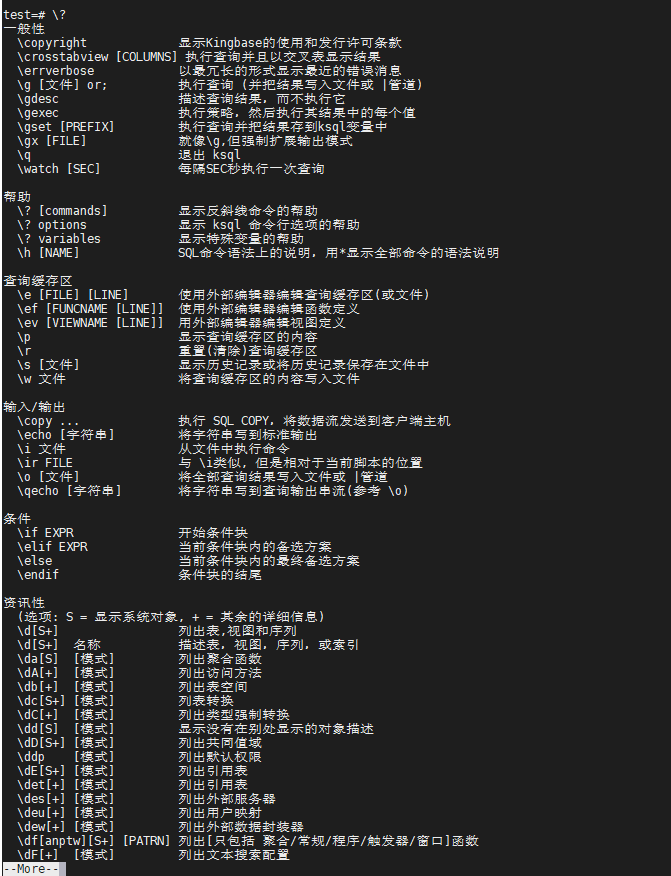 test=# \?
一般性
  \copyright             显示Kingbase的使用和发行许可条款
  \crosstabview [COLUMNS] 执行查询并且以交叉表显示结果
  \errverbose            以最冗长的形式显示最近的错误消息
  \g [文件] or;          执行查询 (并把结果写入文件或 |管道)
  \gdesc                 描述查询结果，而不执行它
  \gexec                 执行策略，然后执行其结果中的每个值
  \gset [PREFIX]         执行查询并把结果存到ksql变量中
  \gx [FILE]             就像\g,但强制扩展输出模式
  \q                     退出 ksql
  \watch [SEC]           每隔SEC秒执行一次查询

帮助
  \? [commands]          显示反斜线命令的帮助
  \? options             显示 ksql 命令行选项的帮助
  \? variables           显示特殊变量的帮助
  \h [NAME]              SQL命令语法上的说明，用*显示全部命令的语法说明

查询缓存区
  \e [FILE] [LINE]       使用外部编辑器编辑查询缓存区(或文件)
  \ef [FUNCNAME [LINE]]  使用外部编辑器编辑函数定义
  \ev [VIEWNAME [LINE]]  用外部编辑器编辑视图定义
  \p                     显示查询缓存区的内容
  \r                     重置(清除)查询缓存区
  \s [文件]              显示历史记录或将历史记录保存在文件中
  \w 文件                将查询缓存区的内容写入文件

输入/输出
  \copy ...              执行 SQL COPY，将数据流发送到客户端主机
  \echo [字符串]         将字符串写到标准输出
  \i 文件                从文件中执行命令
  \ir FILE               与 \i类似, 但是相对于当前脚本的位置
  \o [文件]              将全部查询结果写入文件或 |管道
  \qecho [字符串]        将字符串写到查询输出串流(参考 \o)

条件
  \if EXPR               开始条件块
  \elif EXPR             当前条件块内的备选方案
  \else                  当前条件块内的最终备选方案
  \endif                 条件块的结尾

资讯性
  (选项: S = 显示系统对象, + = 其余的详细信息)
  \d[S+]                 列出表,视图和序列
  \d[S+]  名称           描述表，视图，序列，或索引
  \da[S]  [模式]         列出聚合函数
  \dA[+]  [模式]         列出访问方法
  \db[+]  [模式]         列出表空间
  \dc[S+] [模式]         列表转换
  \dC[+]  [模式]         列出类型强制转换
  \dd[S]  [模式]         显示没有在别处显示的对象描述
  \dD[S+] [模式]         列出共同值域
  \ddp    [模式]         列出默认权限
  \dE[S+] [模式]         列出引用表
  \det[+] [模式]         列出引用表
  \des[+] [模式]         列出外部服务器
  \deu[+] [模式]         列出用户映射
  \dew[+] [模式]         列出外部数据封装器
  \df[anptw][S+] [PATRN] 列出[只包括 聚合/常规/程序/触发器/窗口]函数
  \dF[+]  [模式]         列出文本搜索配置
--More--